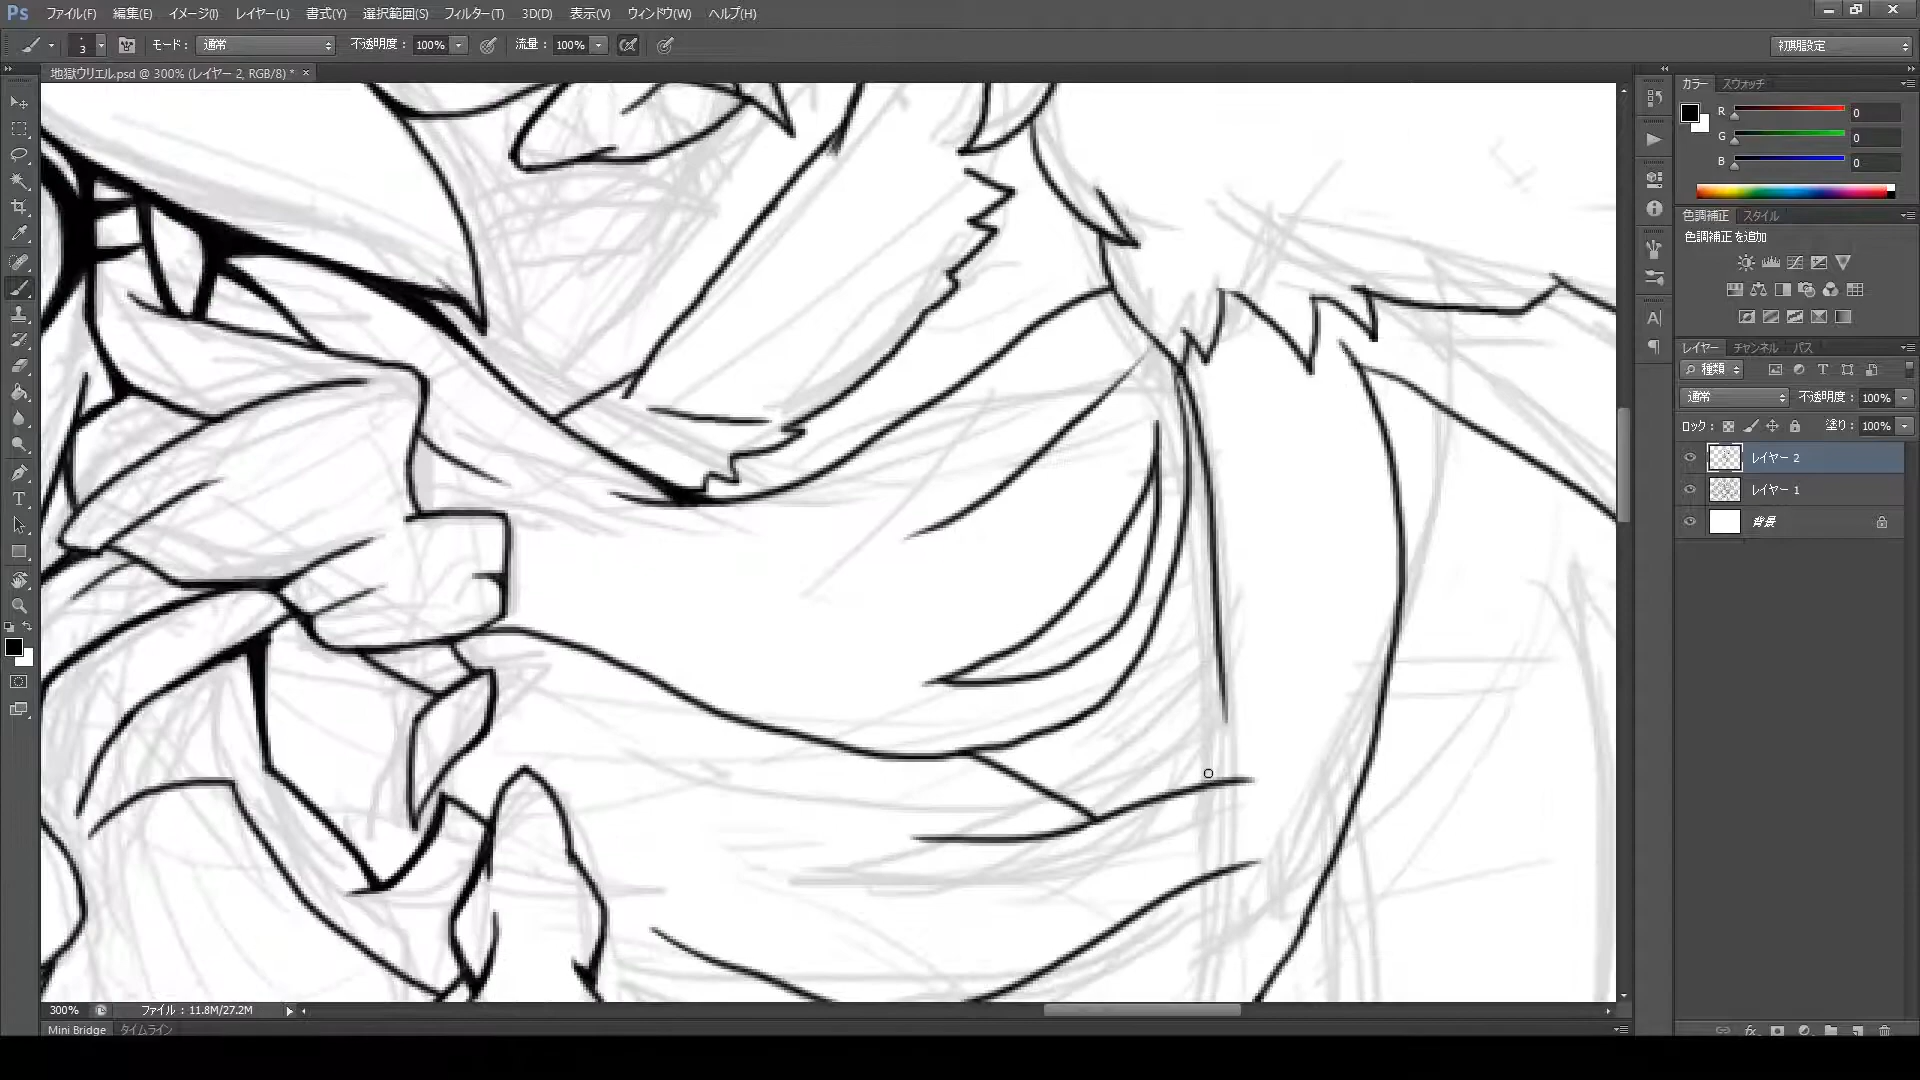 Ps ファイル(F) 編集(E) イメージ(I) レイヤー(L) 書式(Y) 選択範囲(S) フィルター(T) 3D(D) 表示(V) ウィンドウ(W) ヘルプ(H)
3 モード： 通常 不透明度： 100% 流量： 100% 初期設定
地獄ウリエル.psd @ 300% (レイヤー 2, RGB/8) * ×
カラー スウォッチ
R 0
G 0
B 0
色調補正 スタイル
色調補正を追加
レイヤー チャンネル パス
種類
通常 不透明度： 100%
ロック： 塗り： 100%
レイヤー 2
レイヤー 1
背景
300% ファイル：11.8M/27.2M
Mini Bridge タイムライン